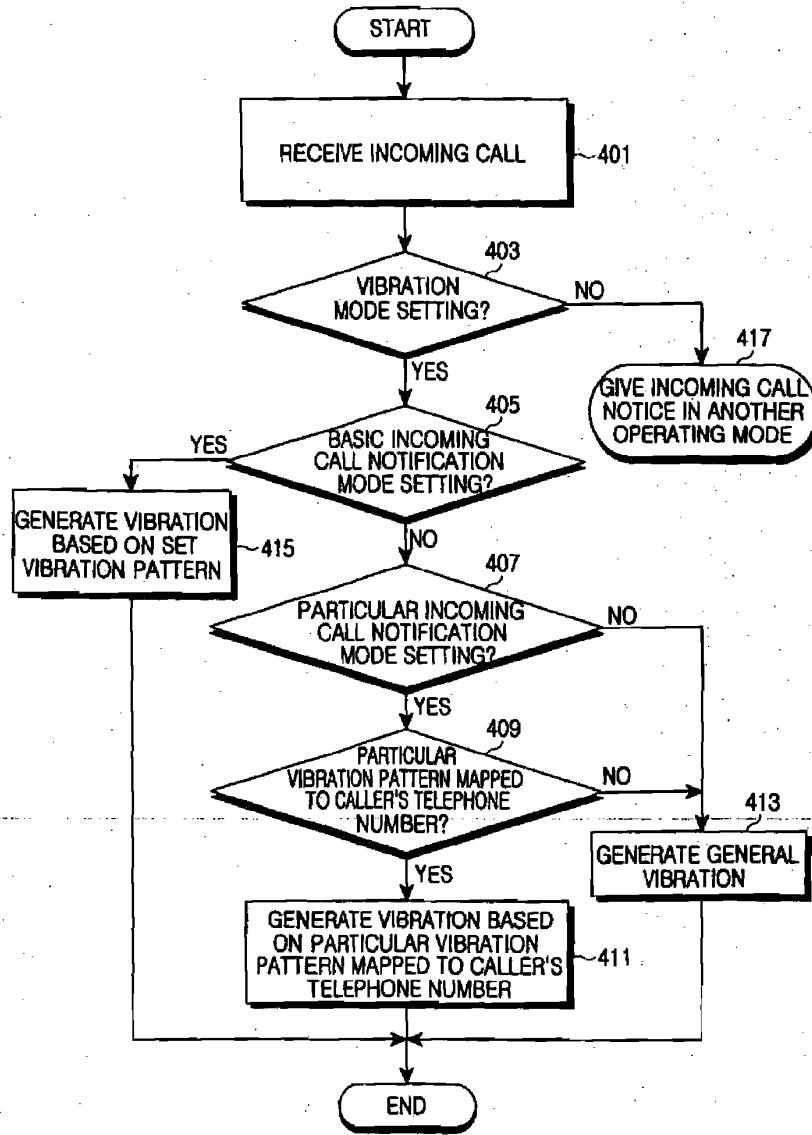 START
RECEIVE INCOMING CALL
401
403
VIBRATION
MODE SETTING?
NO
YES
417
GIVE INCOMING CALL
NOTICE IN ANOTHER
OPERATING MODE
405
BASIC INCOMING
CALL NOTIFICATION
MODE SETTING?
YES
NO
GENERATE VIBRATION
BASED ON SET
VIBRATION PATTERN
415
407
PARTICULAR INCOMING
CALL NOTIFICATION
MODE SETTING?
NO
YES
409
PARTICULAR
VIBRATION PATTERN MAPPED
TO CALLER'S TELEPHONE
NUMBER?
NO
YES
413
GENERATE GENERAL
VIBRATION
GENERATE VIBRATION BASED
ON PARTICULAR VIBRATION
PATTERN MAPPED TO CALLER'S
TELEPHONE NUMBER
411
END